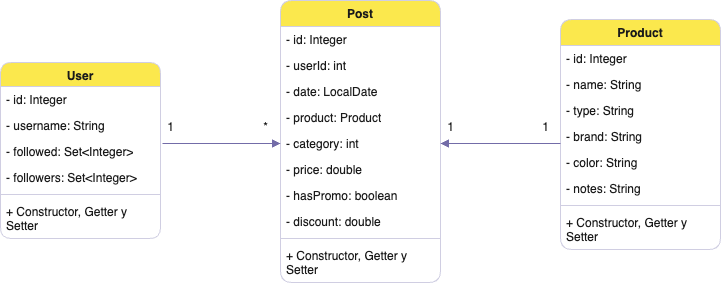 User
- id: Integer
- username: String
- followed: Set<Integer>
- followers: Set<Integer>
+ Constructor, Getter y
Setter
1
*
Post
- id: Integer
- userId: int
- date: LocalDate
- product: Product
- category: int
- price: double
- hasPromo: boolean
- discount: double
+ Constructor, Getter y
Setter
1
1
Product
- id: Integer
- name: String
- type: String
- brand: String
- color: String
- notes: String
+ Constructor, Getter y
Setter